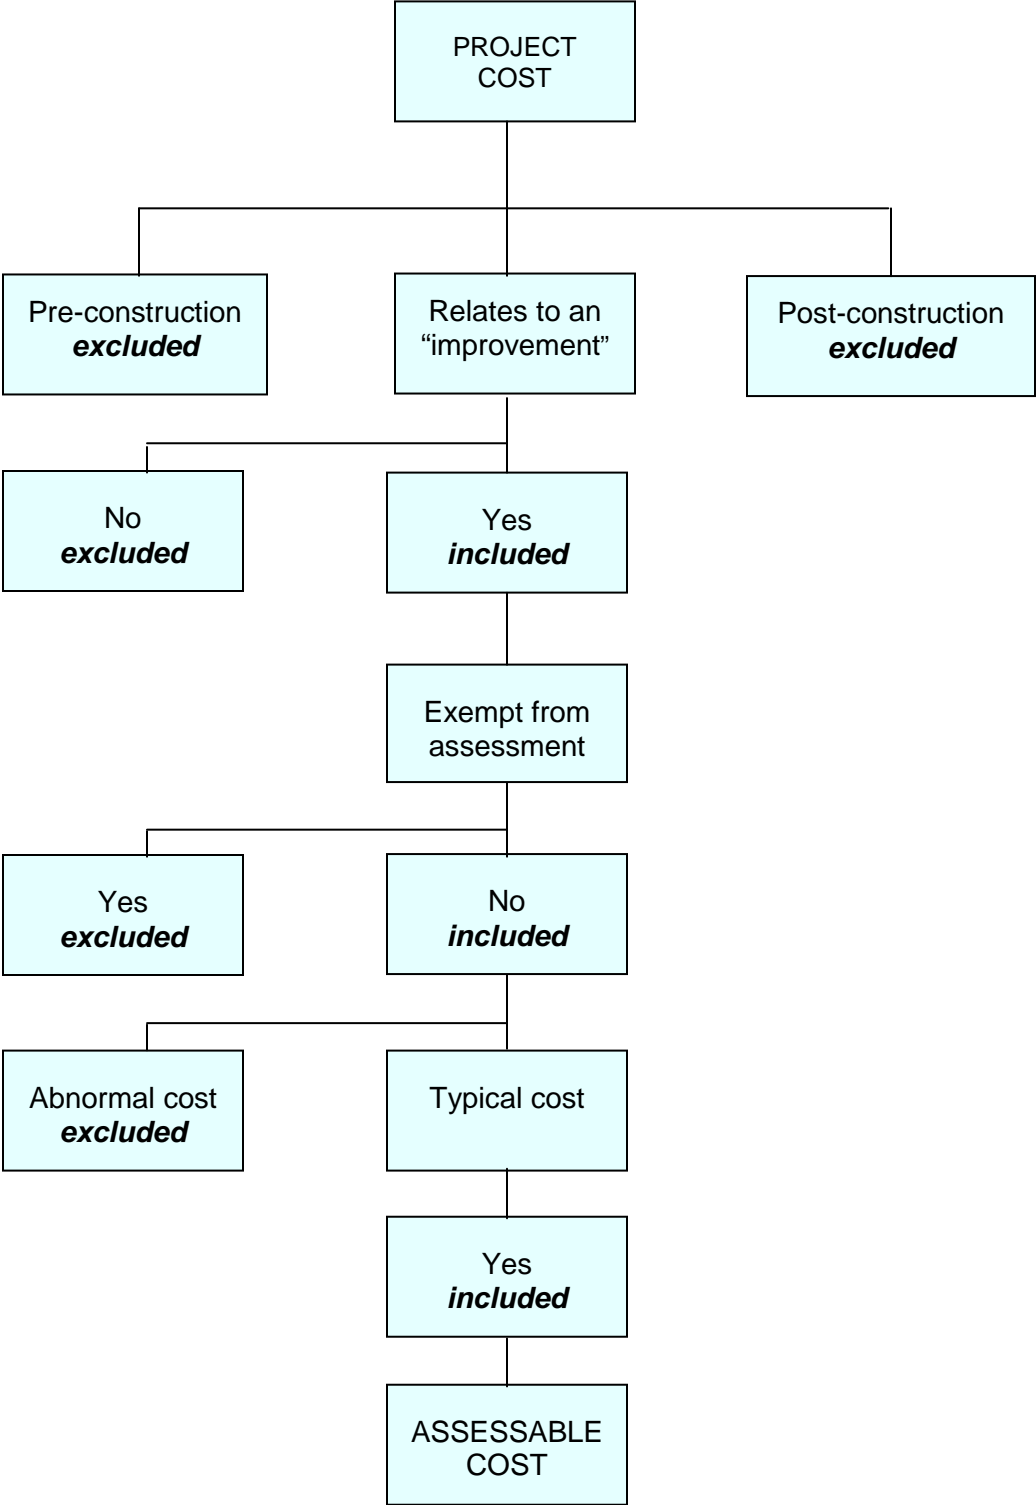 PROJECT
COST
Pre-construction
excluded
Relates to an
“improvement”
Post-construction
excluded
No
excluded
Yes
included
Exempt from
assessment
Yes
excluded
No
included
Abnormal cost
excluded
Typical cost
Yes
included
ASSESSABLE
COST